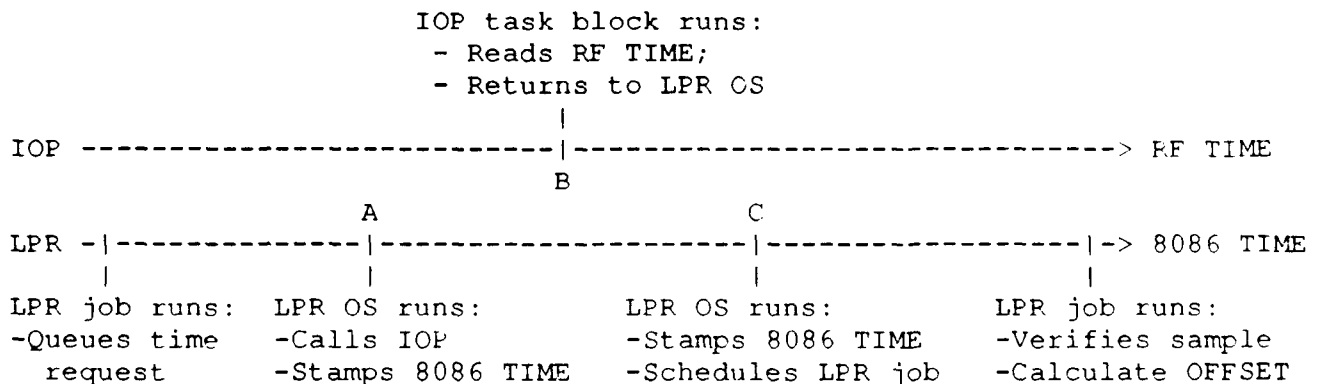 IOP task block runs:
- Reads RF TIME;
- Returns to LPR OS
IOP ----------------------------|--------------------------------> RF TIME
B
A C
LPR -|---------------|----------------------|-------------------|-> 8086 TIME
LPR job runs: LPR OS runs: LPR OS runs: LPR job runs:
-Queues time -Calls IOP -Stamps 8086 TIME -Verifies sample
request -Stamps 8086 TIME -Schedules LPR job -Calculate OFFSET